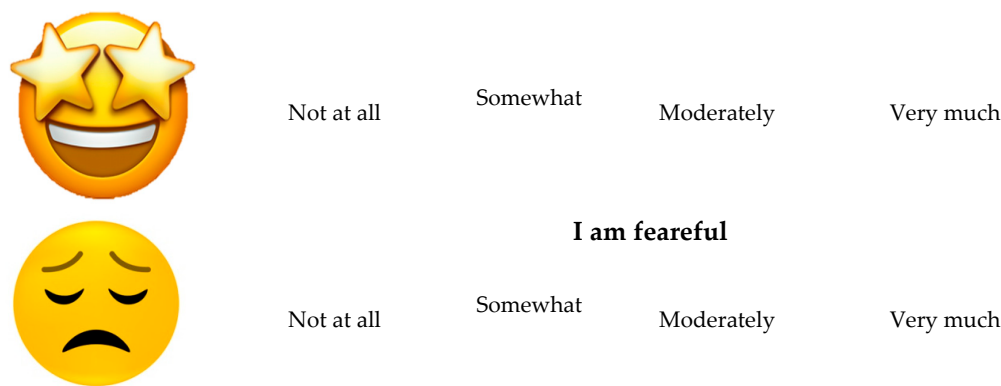 Not at all Somewhat Moderately Very much
I am feareful
Not at all Somewhat Moderately Very much